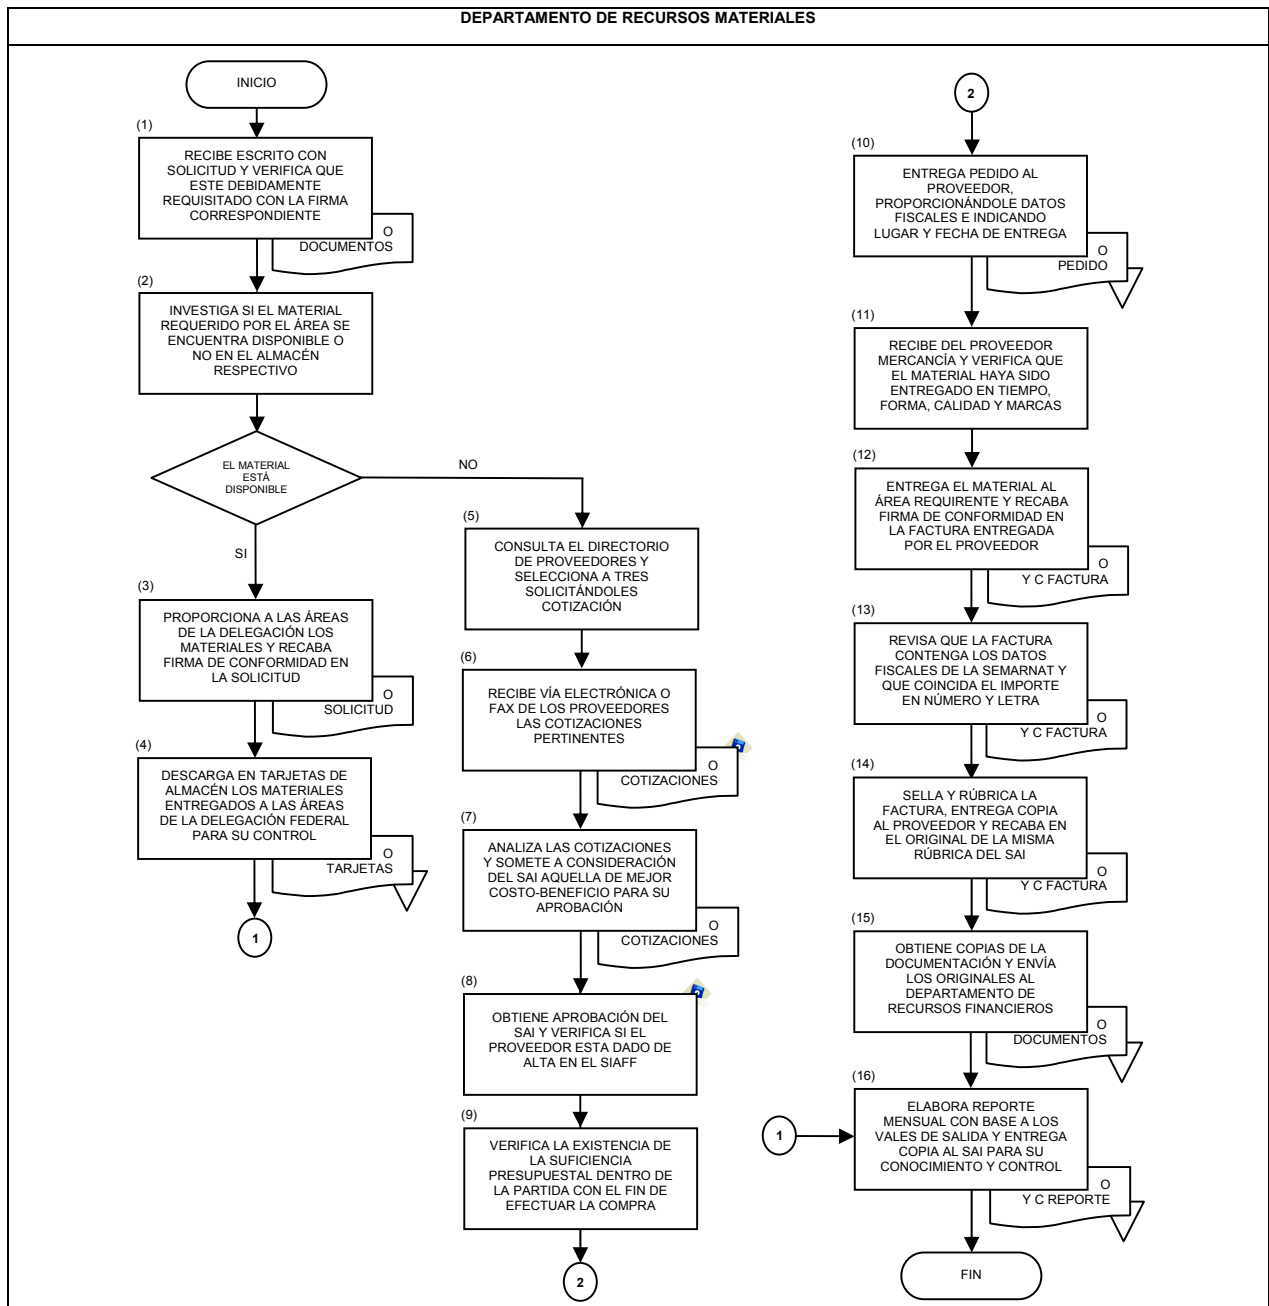 DEPARTAMENTO DE RECURSOS MATERIALES
INICIO
(1)
RECIBE ESCRITO CON
SOLICITUD Y VERIFICA QUE
ESTE DEBIDAMENTE
REQUISITADO CON LA FIRMA
CORRESPONDIENTE
O
DOCUMENTOS
(2)
INVESTIGA SI EL MATERIAL
REQUERIDO POR EL ÁREA SE
ENCUENTRA DISPONIBLE O
NO EN EL ALMACÉN
RESPECTIVO
EL MATERIAL
ESTÁ
DISPONIBLE
NO
SI
(3)
PROPORCIONA A LAS ÁREAS
DE LA DELEGACIÓN LOS
MATERIALES Y RECABA
FIRMA DE CONFORMIDAD EN
LA SOLICITUD
O
SOLICITUD
(4)
DESCARGA EN TARJETAS DE
ALMACÉN LOS MATERIALES
ENTREGADOS A LAS ÁREAS
DE LA DELEGACIÓN FEDERAL
PARA SU CONTROL
O
TARJETAS
1
(5)
CONSULTA EL DIRECTORIO
DE PROVEEDORES Y
SELECCIONA A TRES
SOLICITÁNDOLES
COTIZACIÓN
(6)
RECIBE VÍA ELECTRÓNICA O
FAX DE LOS PROVEEDORES
LAS COTIZACIONES
PERTINENTES
O
COTIZACIONES
(7)
ANALIZA LAS COTIZACIONES
Y SOMETE A CONSIDERACIÓN
DEL SAI AQUELLA DE MEJOR
COSTO-BENEFICIO PARA SU
APROBACIÓN
O
COTIZACIONES
(8)
OBTIENE APROBACIÓN DEL
SAI Y VERIFICA SI EL
PROVEEDOR ESTA DADO DE
ALTA EN EL SIAFF
(9)
VERIFICA LA EXISTENCIA DE
LA SUFICIENCIA
PRESUPUESTAL DENTRO DE
LA PARTIDA CON EL FIN DE
EFECTUAR LA COMPRA
2
2
(10)
ENTREGA PEDIDO AL
PROVEEDOR,
PROPORCIONÁNDOLE DATOS
FISCALES E INDICANDO
LUGAR Y FECHA DE ENTREGA
O
PEDIDO
(11)
RECIBE DEL PROVEEDOR
MERCANCÍA Y VERIFICA QUE
EL MATERIAL HAYA SIDO
ENTREGADO EN TIEMPO,
FORMA, CALIDAD Y MARCAS
(12)
ENTREGA EL MATERIAL AL
ÁREA REQUIRENTE Y RECABA
FIRMA DE CONFORMIDAD EN
LA FACTURA ENTREGADA
POR EL PROVEEDOR
O
Y C FACTURA
(13)
REVISA QUE LA FACTURA
CONTENGA LOS DATOS
FISCALES DE LA SEMARNAT Y
QUE COINCIDA EL IMPORTE
EN NÚMERO Y LETRA
O
Y C FACTURA
(14)
SELLA Y RÚBRICA LA
FACTURA, ENTREGA COPIA
AL PROVEEDOR Y RECABA EN
EL ORIGINAL DE LA MISMA
RÚBRICA DEL SAI
O
Y C FACTURA
(15)
OBTIENE COPIAS DE LA
DOCUMENTACIÓN Y ENVÍA
LOS ORIGINALES AL
DEPARTAMENTO DE
RECURSOS FINANCIEROS
O
DOCUMENTOS
(16)
1
ELABORA REPORTE
MENSUAL CON BASE A LOS
VALES DE SALIDA Y ENTREGA
COPIA AL SAI PARA SU
CONOCIMIENTO Y CONTROL
O
Y C REPORTE
FIN